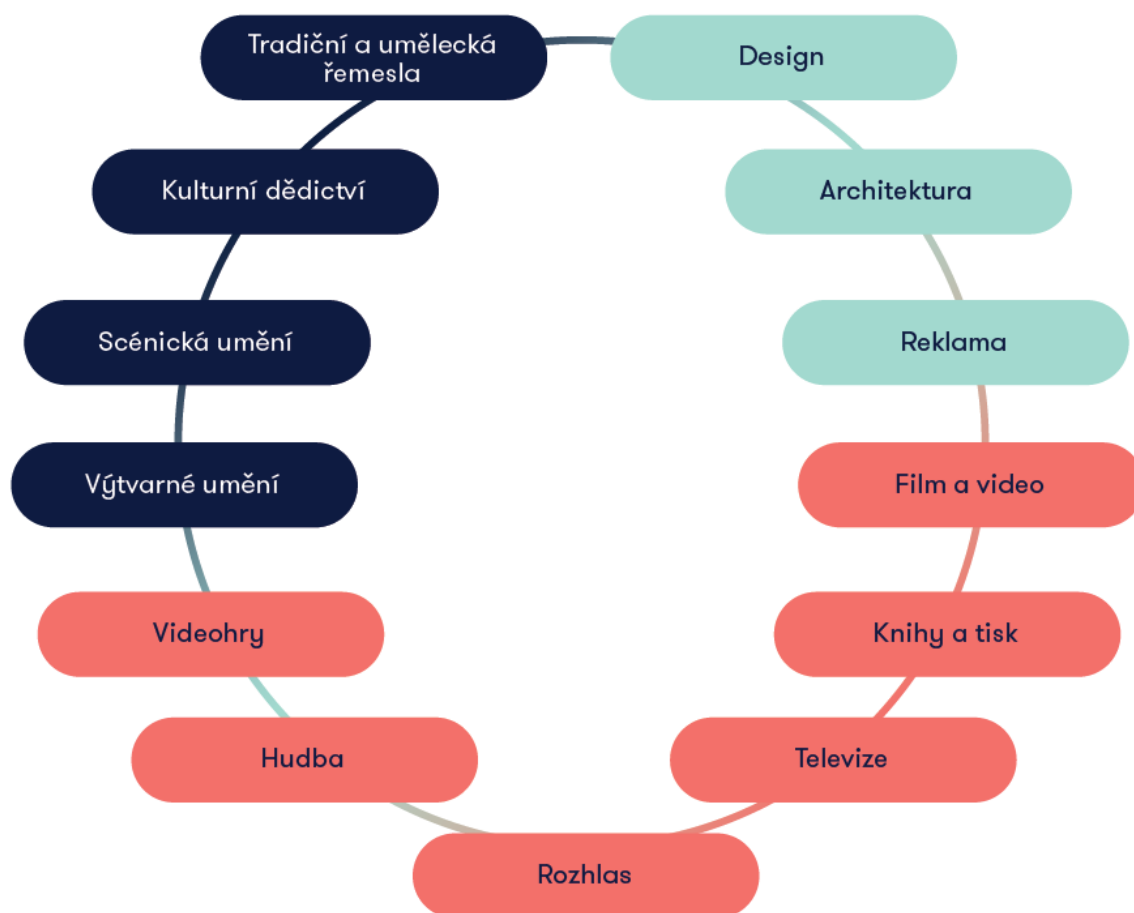 Tradiční a umělecká
řemesla
Design
Kulturní dědictví
Architektura
Scénická umění
Reklama
Výtvarné umění
Film a video
Videohry
Knihy a tisk
Hudba
Televize
Rozhlas